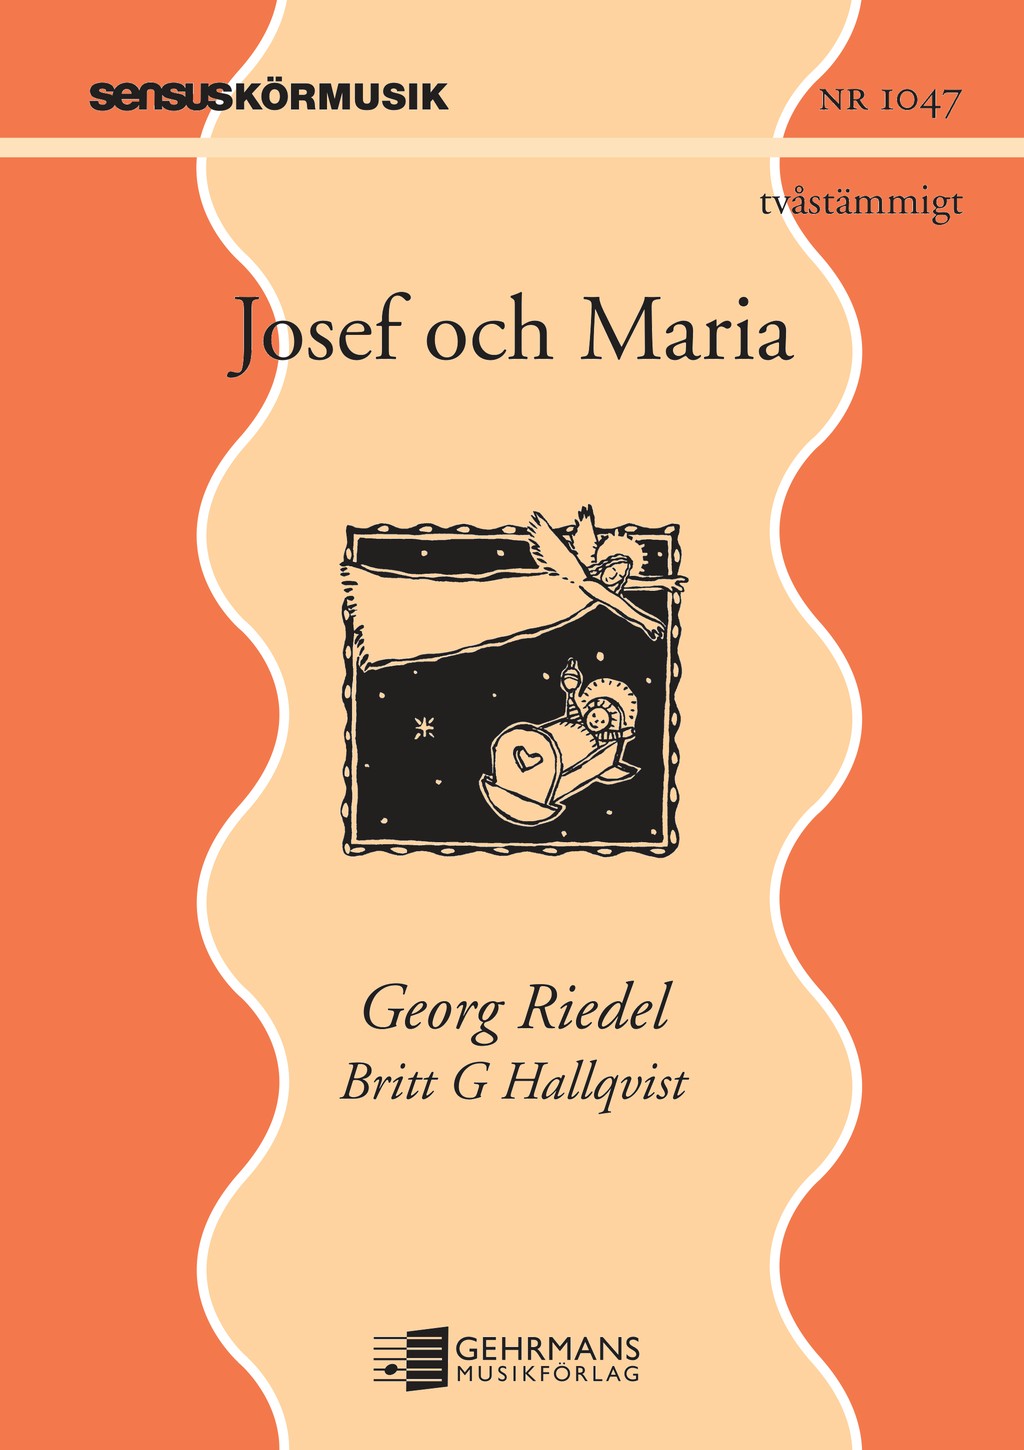 sensusKÖRMUSIK
NR 1047
tvåstämmigt
Josef och Maria
Georg Riedel
Britt G Hallqvist
GEHRMANS
MUSIKFÖRLAG